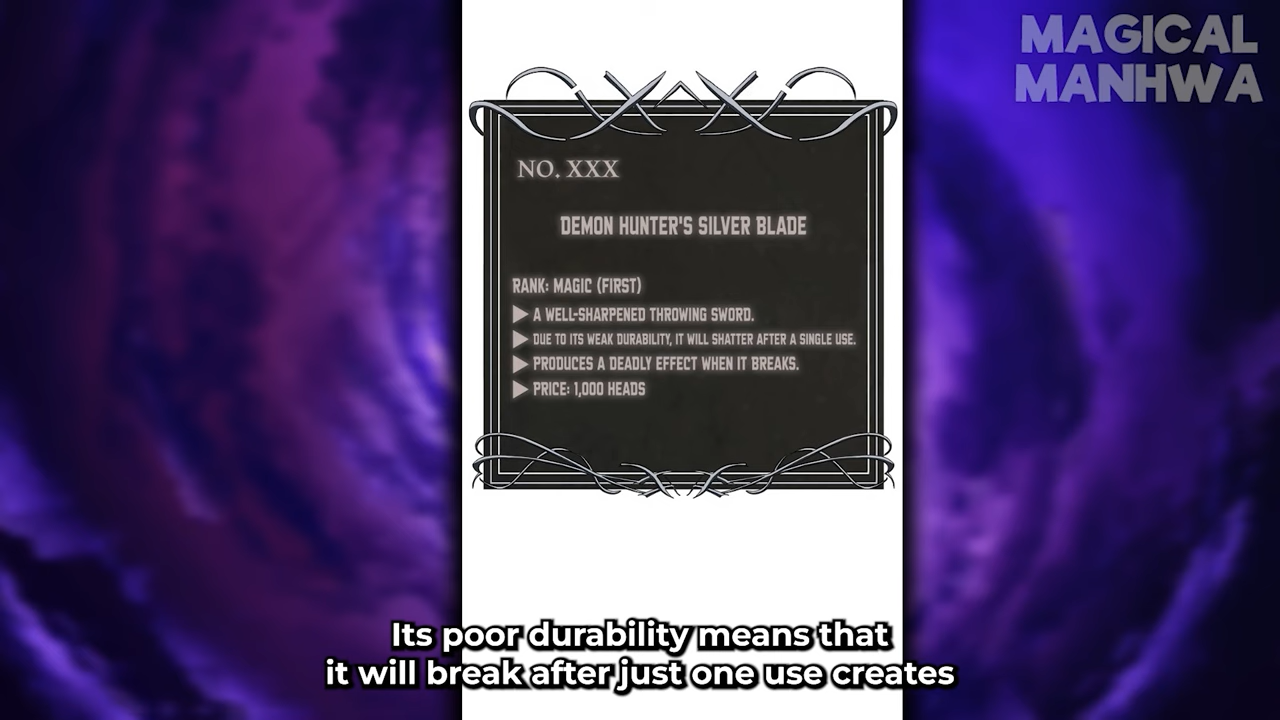 MAGICAL
MANHWA
NO. XXX
DEMON HUNTER'S SILVER BLADE
RANK: MAGIC (FIRST)
▶ A WELL-SHARPENED THROWING SWORD.
▶ DUE TO ITS WEAK DURABILITY, IT WILL SHATTER AFTER A SINGLE USE.
▶ PRODUCES A DEADLY EFFECT WHEN IT BREAKS.
▶ PRICE: 1,000 HEADS
Its poor durability means that
it will break after just one use creates